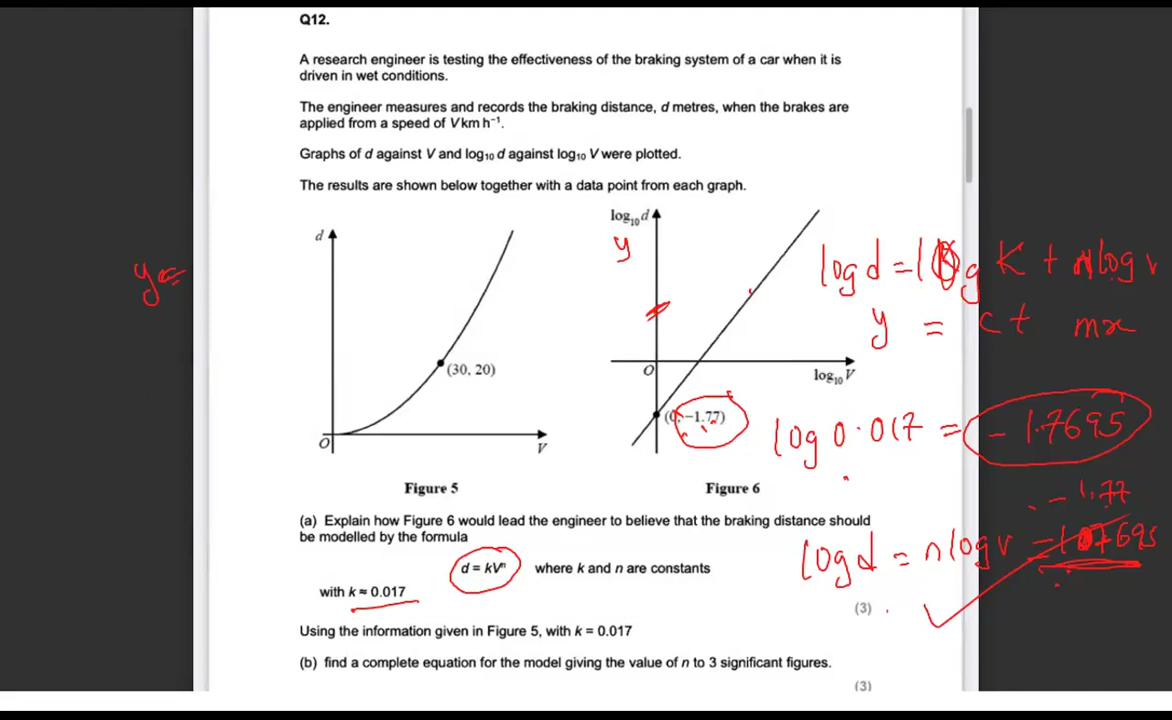 Q12.
A research engineer is testing the effectiveness of the braking system of a car when it is
driven in wet conditions.
The engineer measures and records the braking distance, d metres, when the brakes are
applied from a speed of V km h⁻¹.
Graphs of d against V and log₁₀ d against log₁₀ V were plotted.
The results are shown below together with a data point from each graph.
d
(30, 20)
O
V
Figure 5
log₁₀d
y
O
log₁₀V
(0, −1.77)
Figure 6
y=
log d = log K + n log v
y = c + mx
log 0.017 = - 1.7695
- 1.77
log d = n log v - 1.7695
(a) Explain how Figure 6 would lead the engineer to believe that the braking distance should
be modelled by the formula
d = kVⁿ where k and n are constants
with k ≈ 0.017
(3)
Using the information given in Figure 5, with k = 0.017
(b) find a complete equation for the model giving the value of n to 3 significant figures.
(3)